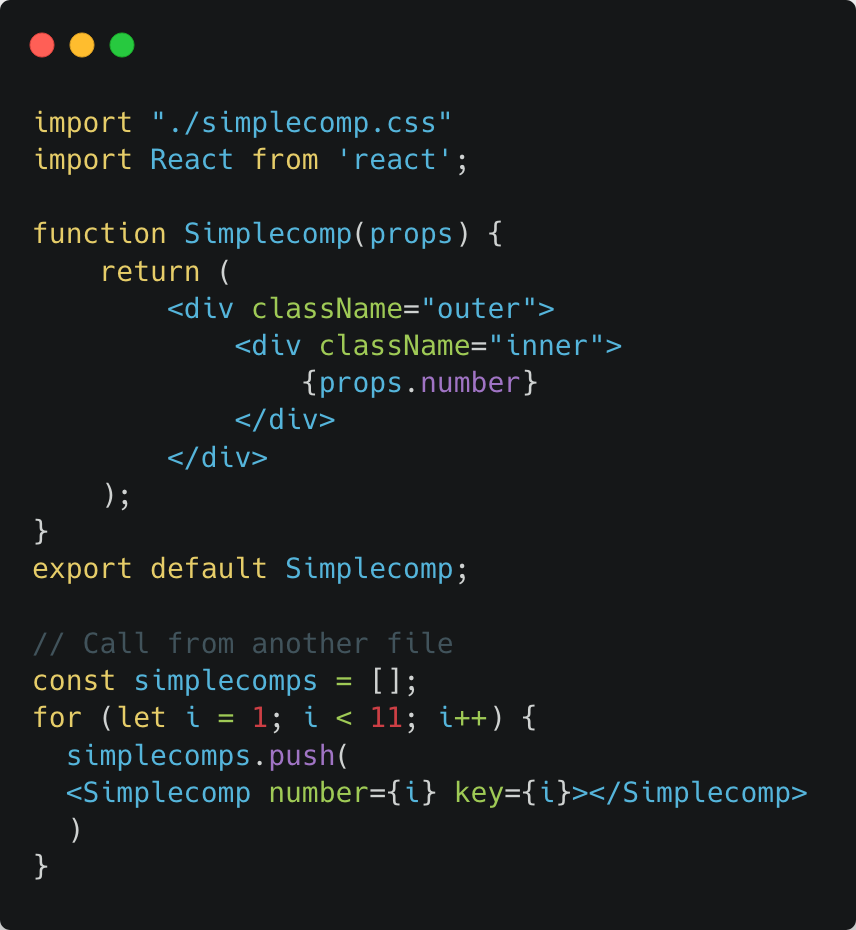 import "./simplecomp.css"
import React from 'react';

function Simplecomp(props) {
    return (
        <div className="outer">
            <div className="inner">
                {props.number}
            </div>
        </div>
    );
}
export default Simplecomp;

// Call from another file
const simplecomps = [];
for (let i = 1; i < 11; i++) {
  simplecomps.push(
  <Simplecomp number={i} key={i}></Simplecomp>
  )
}